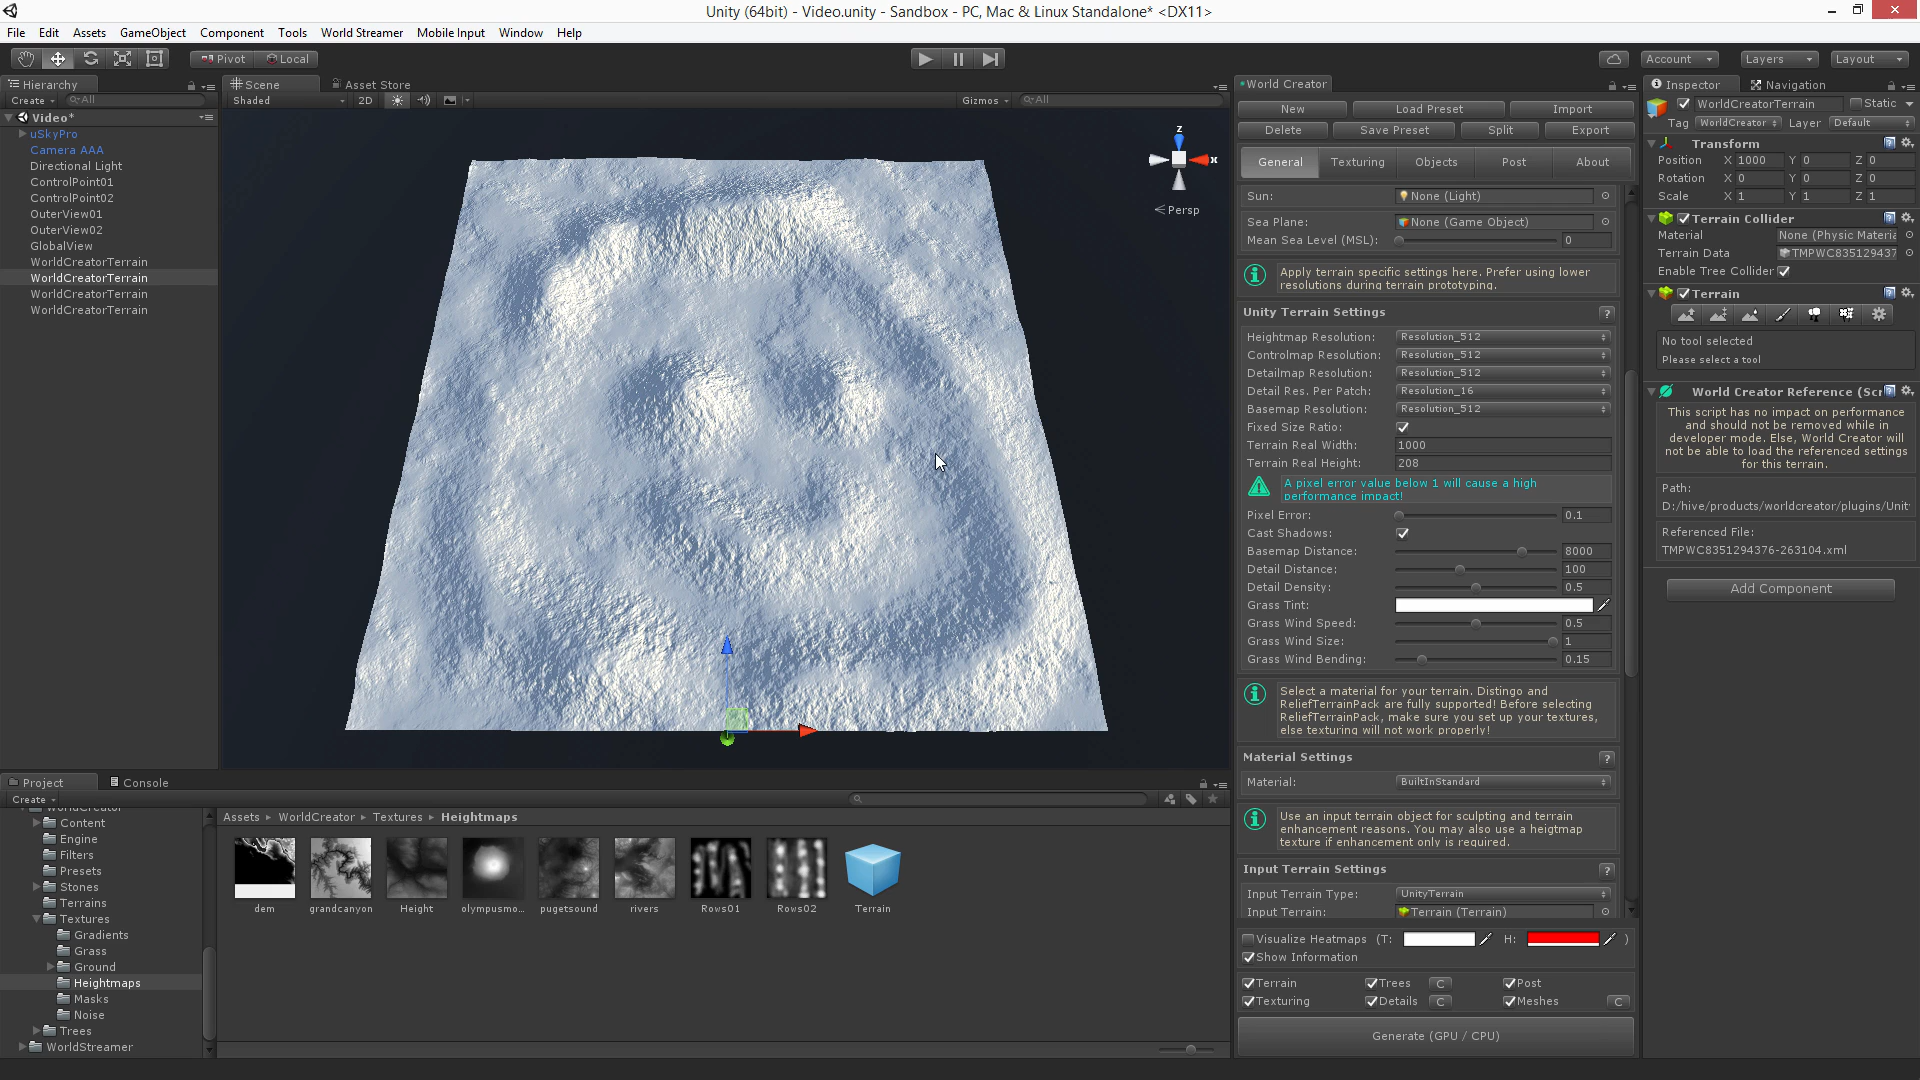 Unity (64bit) - Video.unity - Sandbox - PC, Mac & Linux Standalone* <DX11>
File Edit Assets GameObject Component Tools World Streamer Mobile Input Window Help
Pivot Local Account Layers Layout
Hierarchy
Create All
Video*
uSkyPro
Camera AAA
Directional Light
ControlPoint01
ControlPoint02
OuterView01
OuterView02
GlobalView
WorldCreatorTerrain
WorldCreatorTerrain
WorldCreatorTerrain
WorldCreatorTerrain
Scene Asset Store
Shaded 2D Gizmos All
z
x
Persp
World Creator
New Load Preset Import
Delete Save Preset Split Export
General Texturing Objects Post About
Sun: None (Light)
Sea Plane: None (Game Object)
Mean Sea Level (MSL): 0
Apply terrain specific settings here. Prefer using lower
resolutions during terrain prototyping.
Unity Terrain Settings ?
Heightmap Resolution: Resolution_512
Controlmap Resolution: Resolution_512
Detailmap Resolution: Resolution_512
Detail Res. Per Patch: Resolution_16
Basemap Resolution: Resolution_512
Fixed Size Ratio:
Terrain Real Width: 1000
Terrain Real Height: 208
A pixel error value below 1 will cause a high
performance impact!
Pixel Error: 0.1
Cast Shadows:
Basemap Distance: 8000
Detail Distance: 100
Detail Density: 0.5
Grass Tint:
Grass Wind Speed: 0.5
Grass Wind Size: 1
Grass Wind Bending: 0.15
Select a material for your terrain. Distingo and
ReliefTerrainPack are fully supported! Before selecting
ReliefTerrainPack, make sure you set up your textures,
else texturing will not work properly!
Material Settings ?
Material: BuiltInStandard
Use an input terrain object for sculpting and terrain
enhancement reasons. You may also use a heigtmap
texture if enhancement only is required.
Input Terrain Settings ?
Input Terrain Type: UnityTerrain
Input Terrain: Terrain (Terrain)
Visualize Heatmaps (T: H: )
Show Information
Terrain Trees C Post
Texturing Details C Meshes C
Generate (GPU / CPU)
Inspector Navigation
WorldCreatorTerrain Static
Tag WorldCreator Layer Default
Transform
Position X 1000 Y 0 Z 0
Rotation X 0 Y 0 Z 0
Scale X 1 Y 1 Z 1
Terrain Collider
Material None (Physic Materia
Terrain Data TMPWC835129437
Enable Tree Collider
Terrain
No tool selected
Please select a tool
World Creator Reference (Scr
This script has no impact on performance
and should not be removed while in
developer mode. Else, World Creator will
not be able to load the referenced settings
for this terrain.
Path:
D:/hive/products/worldcreator/plugins/Unit
Referenced File:
TMPWC8351294376-263104.xml
Add Component
Project Console
Create
WorldCreator
Content
Engine
Filters
Presets
Stones
Terrains
Textures
Gradients
Grass
Ground
Heightmaps
Masks
Noise
Trees
WorldStreamer
Assets WorldCreator Textures Heightmaps
dem grandcanyon Height olympusmo... pugetsound rivers Rows01 Rows02 Terrain